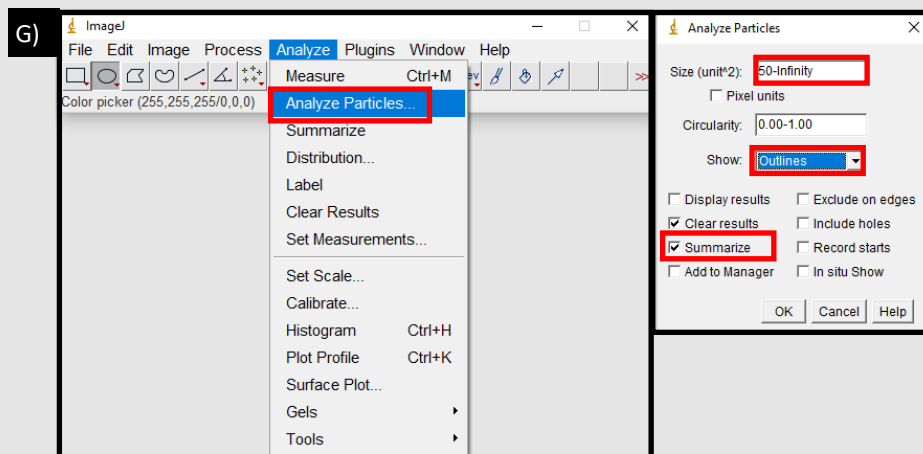 G)
ImageJ
File Edit Image Process Analyze Plugins Window Help
Color picker (255,255,255/0,0,0)
Measure Ctrl+M
Analyze Particles...
Summarize
Distribution...
Label
Clear Results
Set Measurements...
Set Scale...
Calibrate...
Histogram Ctrl+H
Plot Profile Ctrl+K
Surface Plot...
Gels
Tools
Analyze Particles
Size (unit^2): 50-Infinity
Pixel units
Circularity: 0.00-1.00
Show: Outlines
Display results Exclude on edges
Clear results Include holes
Summarize Record starts
Add to Manager In situ Show
OK Cancel Help